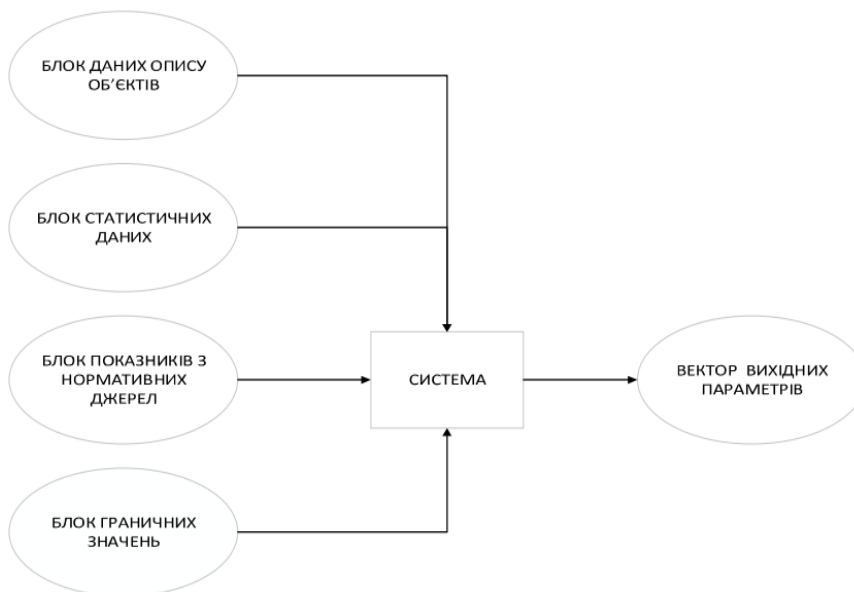 БЛОК ДАНИХ ОПИСУ
ОБ’ЄКТІВ
БЛОК СТАТИСТИЧНИХ
ДАНИХ
БЛОК ПОКАЗНИКІВ З
НОРМАТИВНИХ
ДЖЕРЕЛ
СИСТЕМА
ВЕКТОР ВИХІДНИХ
ПАРАМЕТРІВ
БЛОК ГРАНИЧНИХ
ЗНАЧЕНЬ